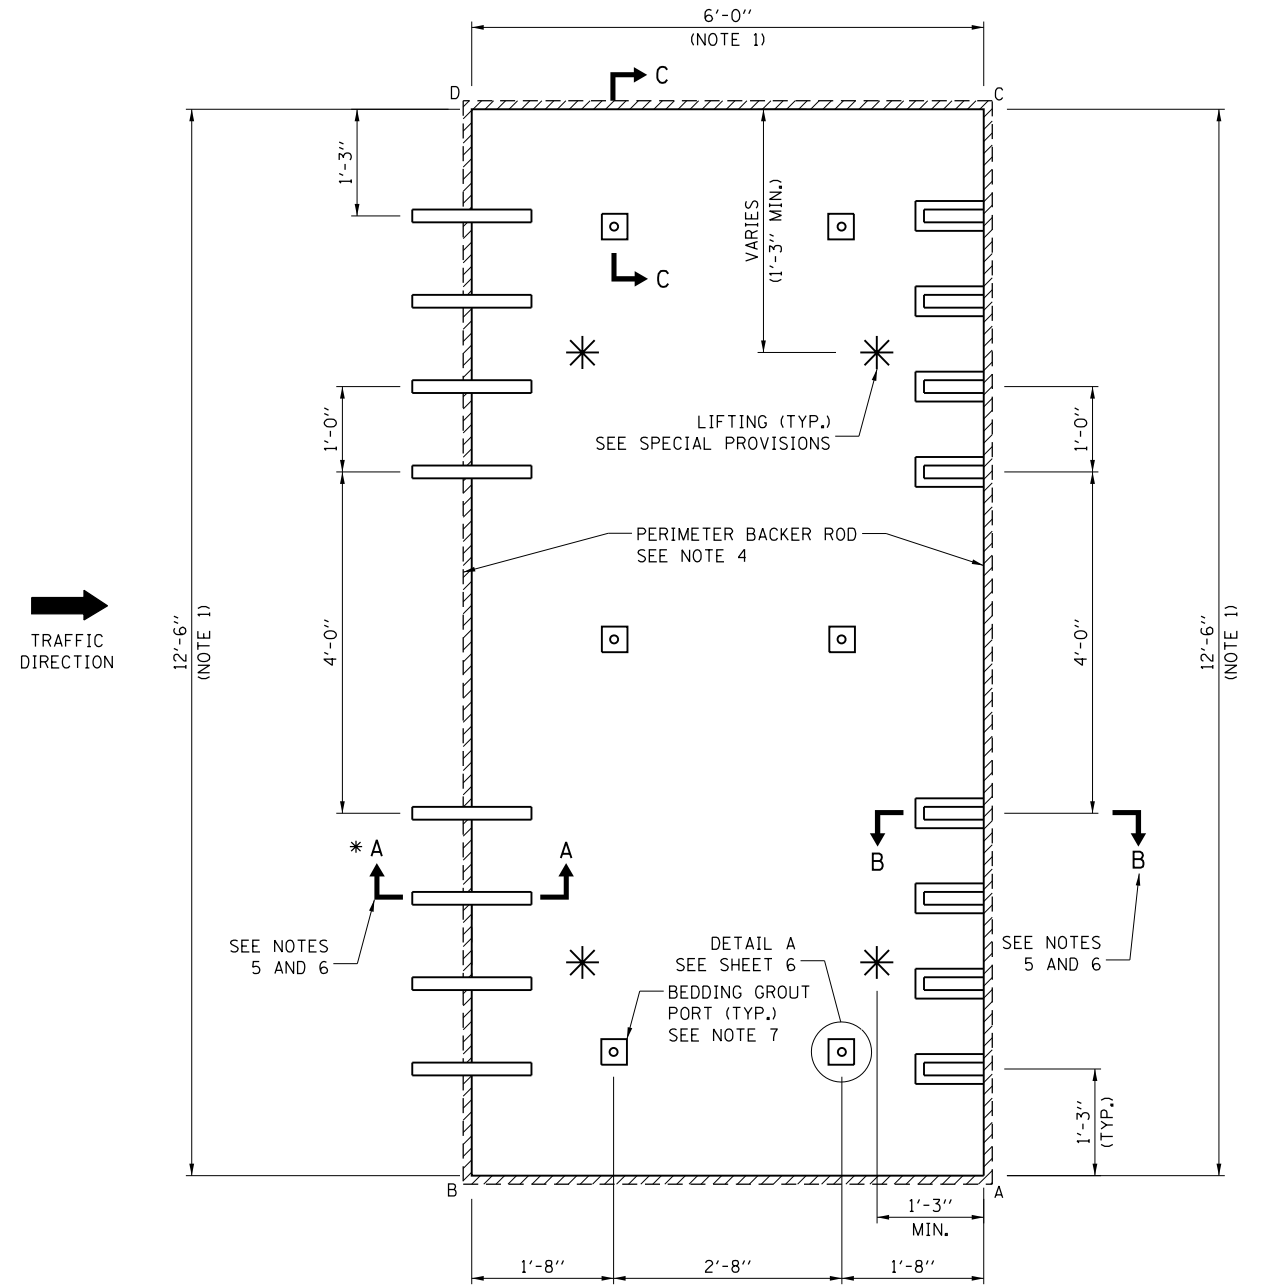 6'-0"
(NOTE 1)
C
D
C
1'-3"
VARIES
(1'-3" MIN.)
C
LIFTING (TYP.)
SEE SPECIAL PROVISIONS
1'-0"
1'-0"
PERIMETER BACKER ROD
SEE NOTE 4
TRAFFIC
DIRECTION
12'-6"
(NOTE 1)
4'-0"
4'-0"
12'-6"
(NOTE 1)
* A
A
B
B
SEE NOTES
5 AND 6
DETAIL A
SEE SHEET 6
SEE NOTES
5 AND 6
BEDDING GROUT
PORT (TYP.)
SEE NOTE 7
1'-3"
(TYP.)
B
A
1'-3"
MIN.
1'-8"
2'-8"
1'-8"